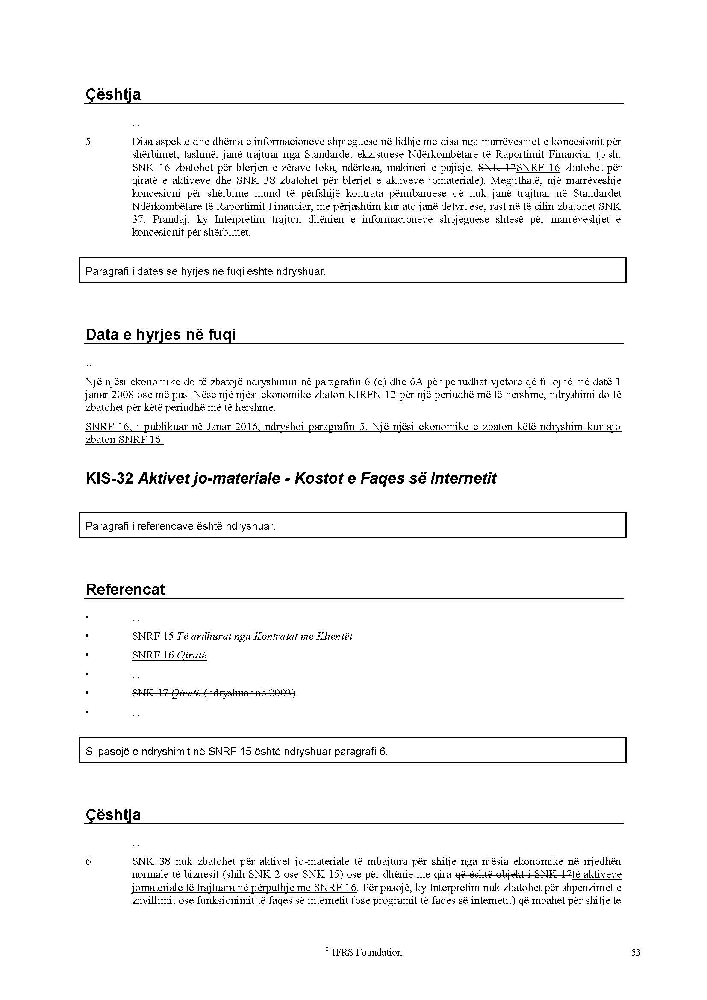 Çështja
...
5 Disa aspekte dhe dhënia e informacioneve shpjeguese në lidhje me disa nga marrëveshjet e koncesionit për
shërbimet, tashmë, janë trajtuar nga Standardet ekzistuese Ndërkombëtare të Raportimit Financiar (p.sh.
SNK 16 zbatohet për blerjen e zërave toka, ndërtesa, makineri e pajisje, SNK 17SNRF 16 zbatohet për
qiratë e aktiveve dhe SNK 38 zbatohet për blerjet e aktiveve jomateriale). Megjithatë, një marrëveshje
koncesioni për shërbime mund të përfshijë kontrata përmbaruese që nuk janë trajtuar në Standardet
Ndërkombëtare të Raportimit Financiar, me përjashtim kur ato janë detyruese, rast në të cilin zbatohet SNK
37. Prandaj, ky Interpretim trajton dhënien e informacioneve shpjeguese shtesë për marrëveshjet e
koncesionit për shërbimet.
Paragrafi i datës së hyrjes në fuqi është ndryshuar.
Data e hyrjes në fuqi
...
Një njësi ekonomike do të zbatojë ndryshimin në paragrafin 6 (e) dhe 6A për periudhat vjetore që fillojnë më datë 1
janar 2008 ose më pas. Nëse një njësi ekonomike zbaton KIRFN 12 për një periudhë më të hershme, ndryshimi do të
zbatohet për këtë periudhë më të hershme.
SNRF 16, i publikuar në Janar 2016, ndryshoi paragrafin 5. Një njësi ekonomike e zbaton këtë ndryshim kur ajo
zbaton SNRF 16.
KIS-32 Aktivet jo-materiale - Kostot e Faqes së Internetit
Paragrafi i referencave është ndryshuar.
Referencat
• ...
• SNRF 15 Të ardhurat nga Kontratat me Klientët
• SNRF 16 Qiratë
• ...
• SNK 17 Qiratë (ndryshuar në 2003)
• ...
Si pasojë e ndryshimit në SNRF 15 është ndryshuar paragrafi 6.
Çështja
...
6 SNK 38 nuk zbatohet për aktivet jo-materiale të mbajtura për shitje nga njësia ekonomike në rrjedhën
normale të biznesit (shih SNK 2 ose SNK 15) ose për dhënie me qira që është objekt i SNK 17të aktiveve
jomateriale të trajtuara në përputhje me SNRF 16. Për pasojë, ky Interpretim nuk zbatohet për shpenzimet e
zhvillimit ose funksionimit të faqes së internetit (ose programit të faqes së internetit) që mbahet për shitje te
© IFRS Foundation 53